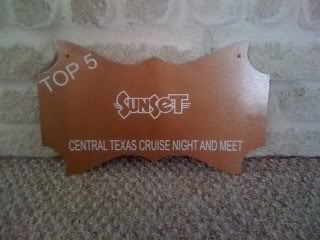 TOP 5
SUNSET
CENTRAL TEXAS CRUISE NIGHT AND MEET